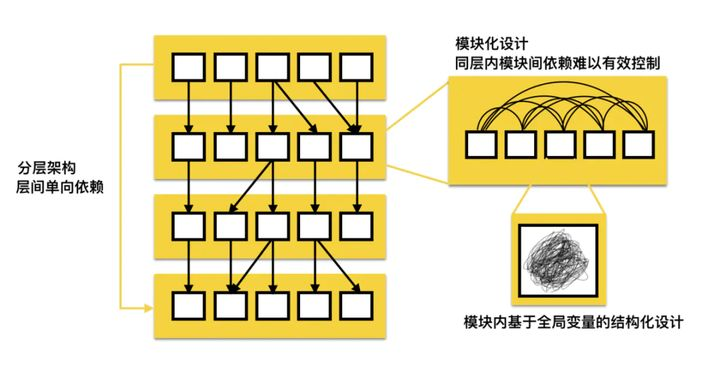 模块化设计
同层内模块间依赖难以有效控制
分层架构
层间单向依赖
模块内基于全局变量的结构化设计